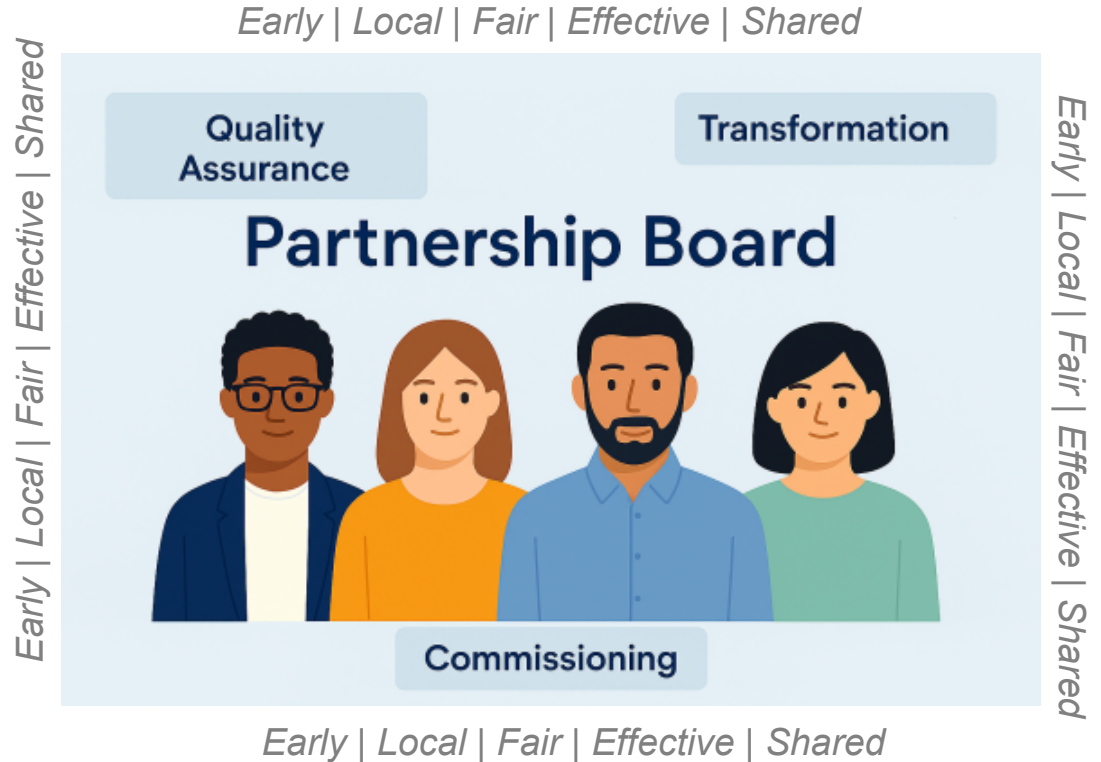 Early | Local | Fair | Effective | Shared
Early | Local | Fair | Effective | Shared
Quality
Assurance
Transformation
Partnership Board
Early | Local | Fair | Effective | Shared
Commissioning
Early | Local | Fair | Effective | Shared